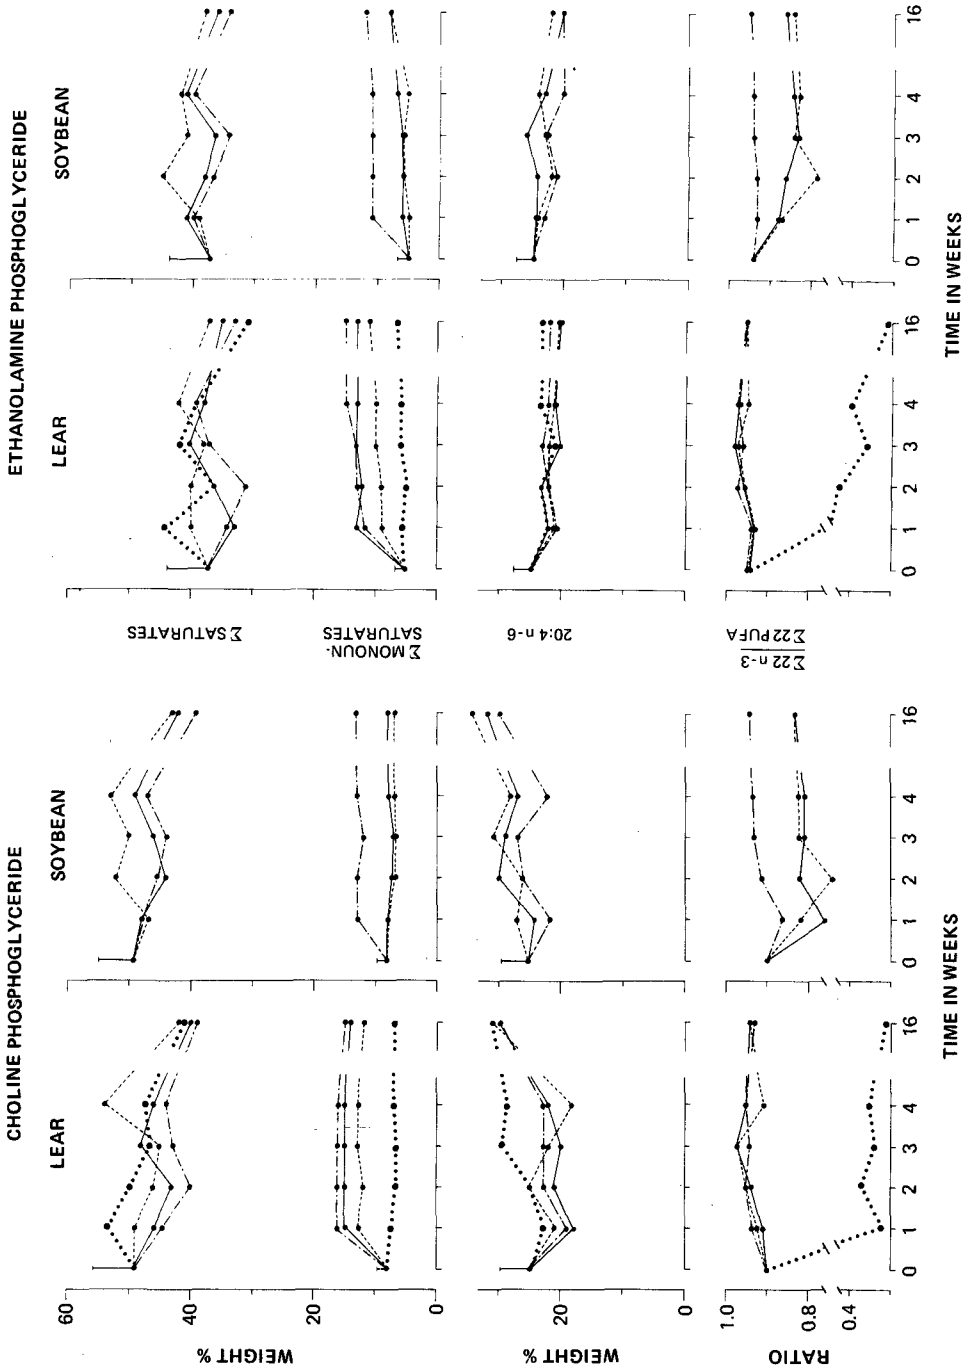 CHOLINE PHOSPHOGLYCERIDE
ETHANOLAMINE PHOSPHOGLYCERIDE
LEAR
SOYBEAN
LEAR
SOYBEAN
60
40
20
0
WEIGHT %
Σ SATURATES
Σ MONOUN-
SATURATES
20
0
WEIGHT %
20:4 n-6
1.0
0.8
0.4
RATIO
Σ22 n-3
Σ22 PUFA
0 1 2 3 4 16
0 1 2 3 4 16
0 1 2 3 4 16
0 1 2 3 4 16
TIME IN WEEKS
TIME IN WEEKS